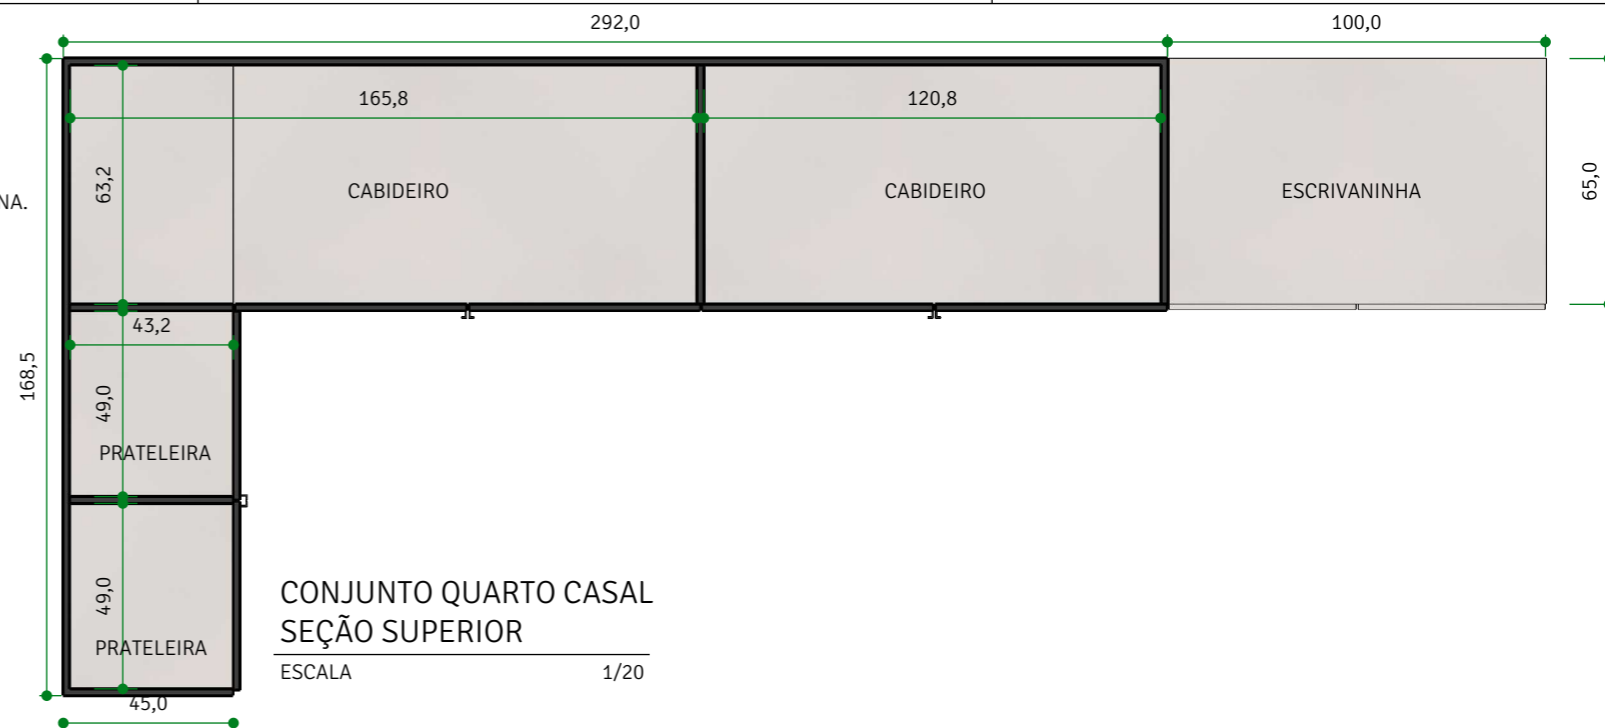 292,0
100,0
165,8
120,8
63,2
CABIDEIRO
CABIDEIRO
ESCRIVANINHA
65,0
NA.
43,2
168,5
49,0
PRATELEIRA
49,0
PRATELEIRA
45,0
CONJUNTO QUARTO CASAL
SEÇÃO SUPERIOR
ESCALA 1/20